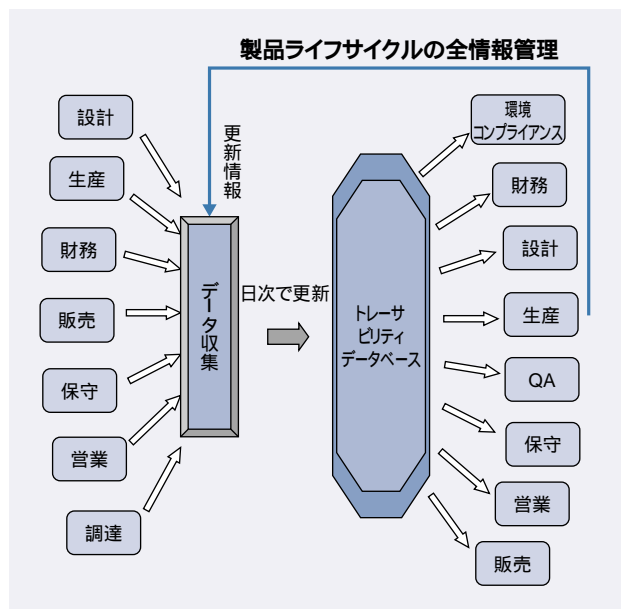 製品ライフサイクルの全情報管理
設計
生産
財務
販売
保守
営業
調達
更新情報
データ収集
日次で更新
トレーサ
ビリティ
データベース
環境
コンプライアンス
財務
設計
生産
QA
保守
営業
販売